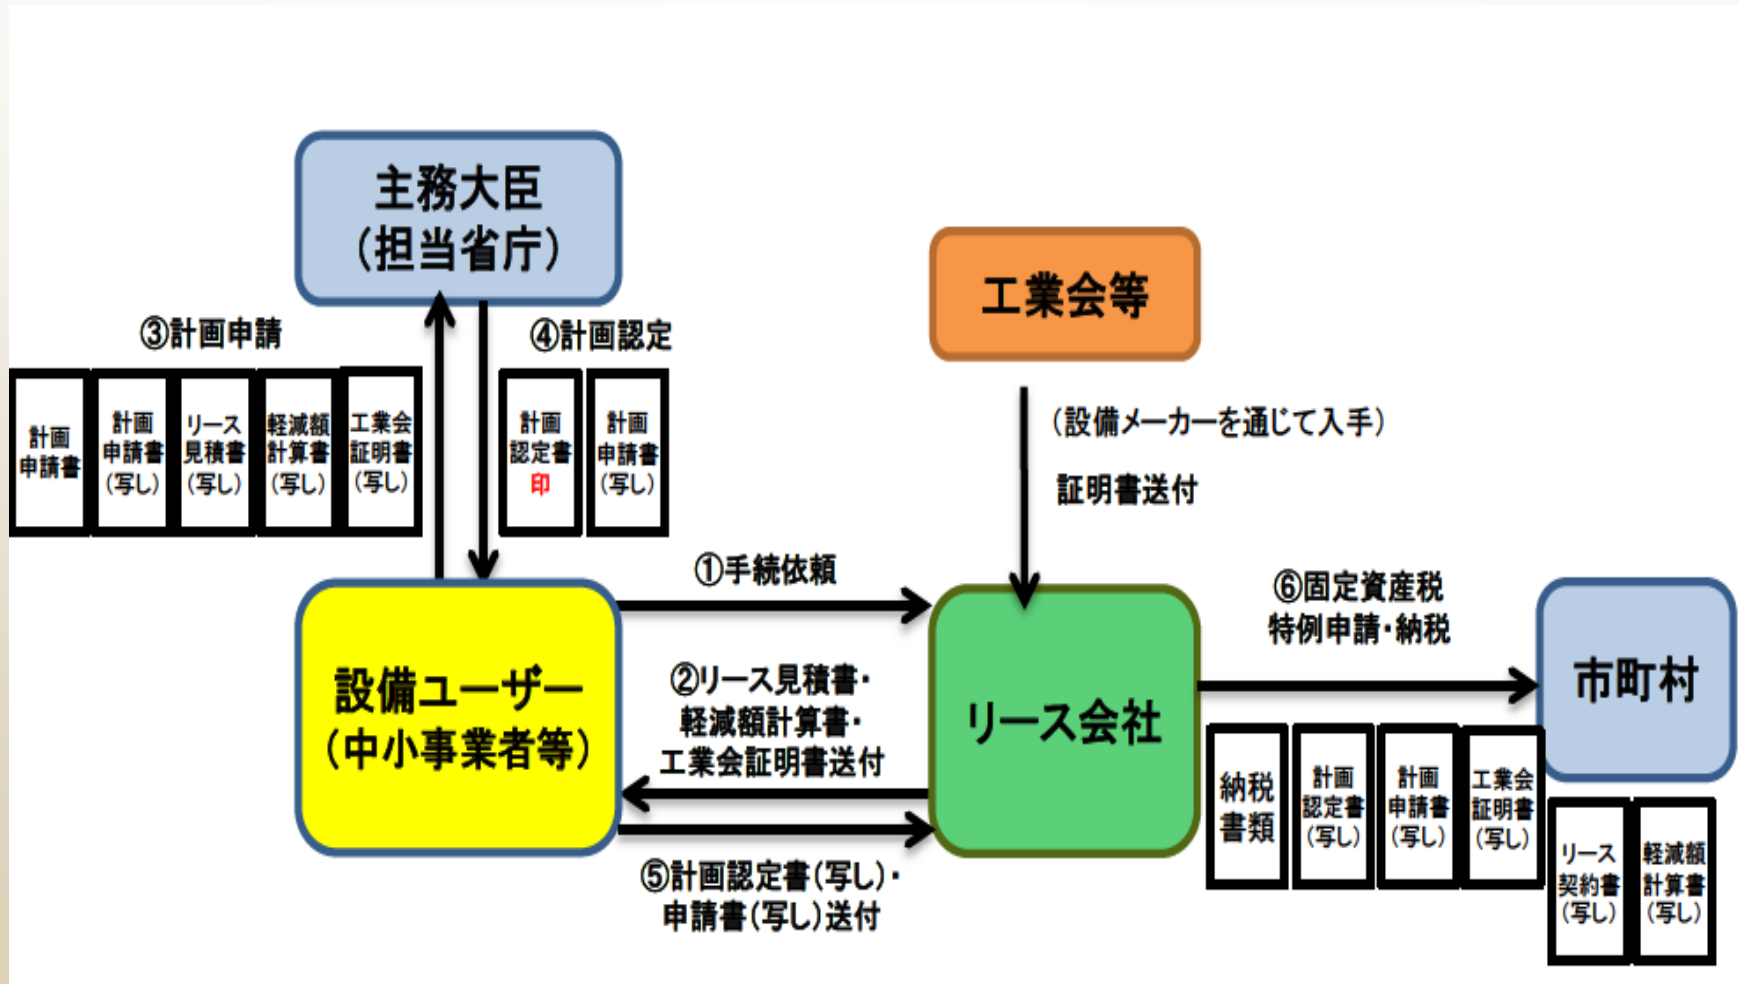 主務大臣
（担当省庁）
工業会等
③計画申請
④計画認定
計画
申請書
計画
申請書
(写し)
リース
見積書
(写し)
軽減額
計算書
(写し)
工業会
証明書
(写し)
計画
認定書
印
計画
申請書
(写し)
（設備メーカーを通じて入手）
証明書送付
①手続依頼
設備ユーザー
（中小事業者等）
②リース見積書・
軽減額計算書・
工業会証明書送付
⑤計画認定書(写し)・
申請書(写し)送付
リース会社
⑥固定資産税
特例申請・納税
市町村
納税
書類
計画
認定書
(写し)
計画
申請書
(写し)
工業会
証明書
(写し)
リース
契約書
(写し)
軽減額
計算書
(写し)